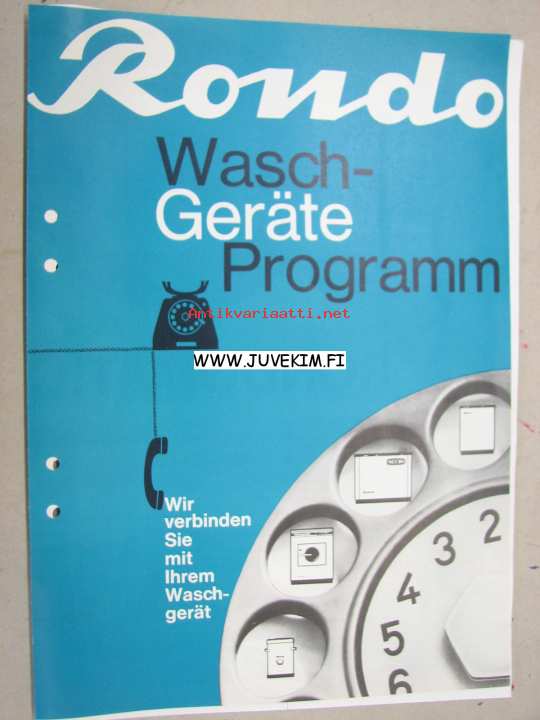 Rondo
Wasch-
Geräte
Programm
Antikvariaatti.net
WWW.JUVEKIM.FI
Wir
verbinden
Sie
mit
Ihrem
Wasch-
gerät
2
3
4
5
6